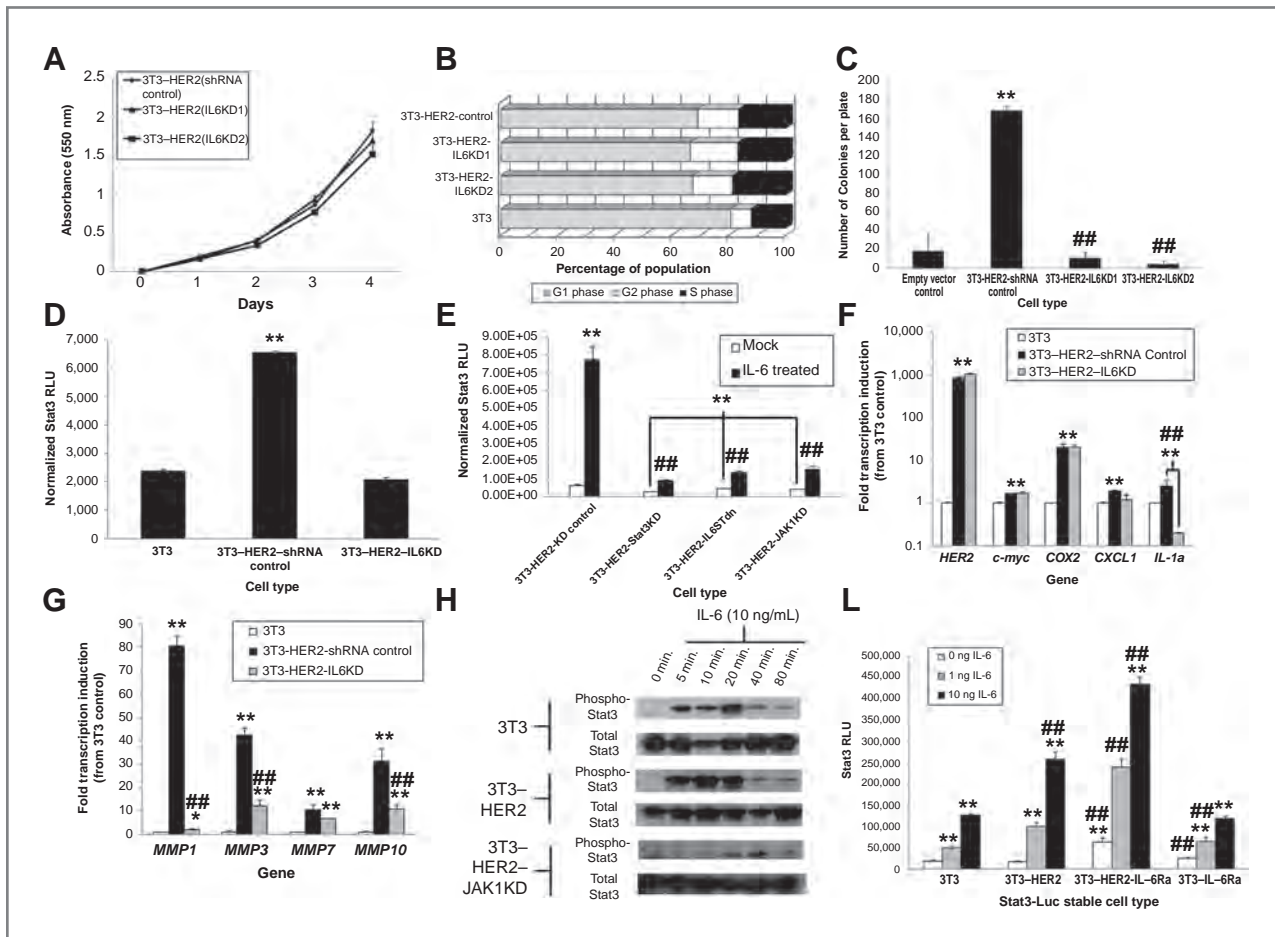 A
3T3–HER2(shRNA
control)
3T3–HER2(IL6KD1)
3T3–HER2(IL6KD2)
2.5
2
1.5
1
0.5
0
Absorbance (550 nm)
0 1 2 3 4
Days
B
3T3-HER2-control
3T3-HER2-
IL6KD1
3T3-HER2-
IL6KD2
3T3
0 20 40 60 80 100
Percentage of population
G1 phase G2 phase S phase
C
200
180
160
140
120
100
80
60
40
20
0
Number of Colonies per plate
**
##
##
Empty vector
control
3T3-HER2-shRNA
control
3T3-HER2-IL6KD1
3T3-HER2-IL6KD2
Cell type
D
7,000
6,000
5,000
4,000
3,000
2,000
1,000
0
Normalized Stat3 RLU
**
3T3
3T3–HER2–shRNA
control
3T3–HER2–IL6KD
Cell type
E
9.00E+05
8.00E+05
7.00E+05
6.00E+05
5.00E+05
4.00E+05
3.00E+05
2.00E+05
1.00E+05
0.00E+00
Normalized Stat3 RLU
**
Mock
IL-6 treated
**
##
##
##
3T3-HER2-KD control
3T3-HER2-Stat3KD
3T3-HER2-IL6STdn
3T3-HER2-JAK1KD
Cell type
F
10,000
1,000
100
10
1
0.1
Fold transcription induction
(from 3T3 control)
3T3
3T3–HER2–shRNA Control
3T3–HER2–IL6KD
**
**
**
**
##
**
HER2 c-myc COX2 CXCL1 IL-1a
Gene
G
90
80
70
60
50
40
30
20
10
0
Fold transcription induction
(from 3T3 control)
3T3
3T3-HER2-shRNA control
3T3-HER2-IL6KD
**
##
*
**
##
**
**
**
**
##
**
MMP1 MMP3 MMP7 MMP10
Gene
H
IL-6 (10 ng/mL)
0 min.
5 min.
10 min.
20 min.
40 min.
80 min.
3T3
Phospho-
Stat3
Total
Stat3
3T3–
HER2
Phospho-
Stat3
Total
Stat3
3T3–
HER2–
JAK1KD
Phospho-
Stat3
Total
Stat3
L
500,000
450,000
400,000
350,000
300,000
250,000
200,000
150,000
100,000
50,000
0
Stat3 RLU
0 ng IL-6
1 ng IL-6
10 ng IL-6
**
**
**
##
**
##
**
##
##
**
##
##
**
**
3T3 3T3–HER2 3T3–HER2-IL–6Ra 3T3–IL–6Ra
Stat3-Luc stable cell type